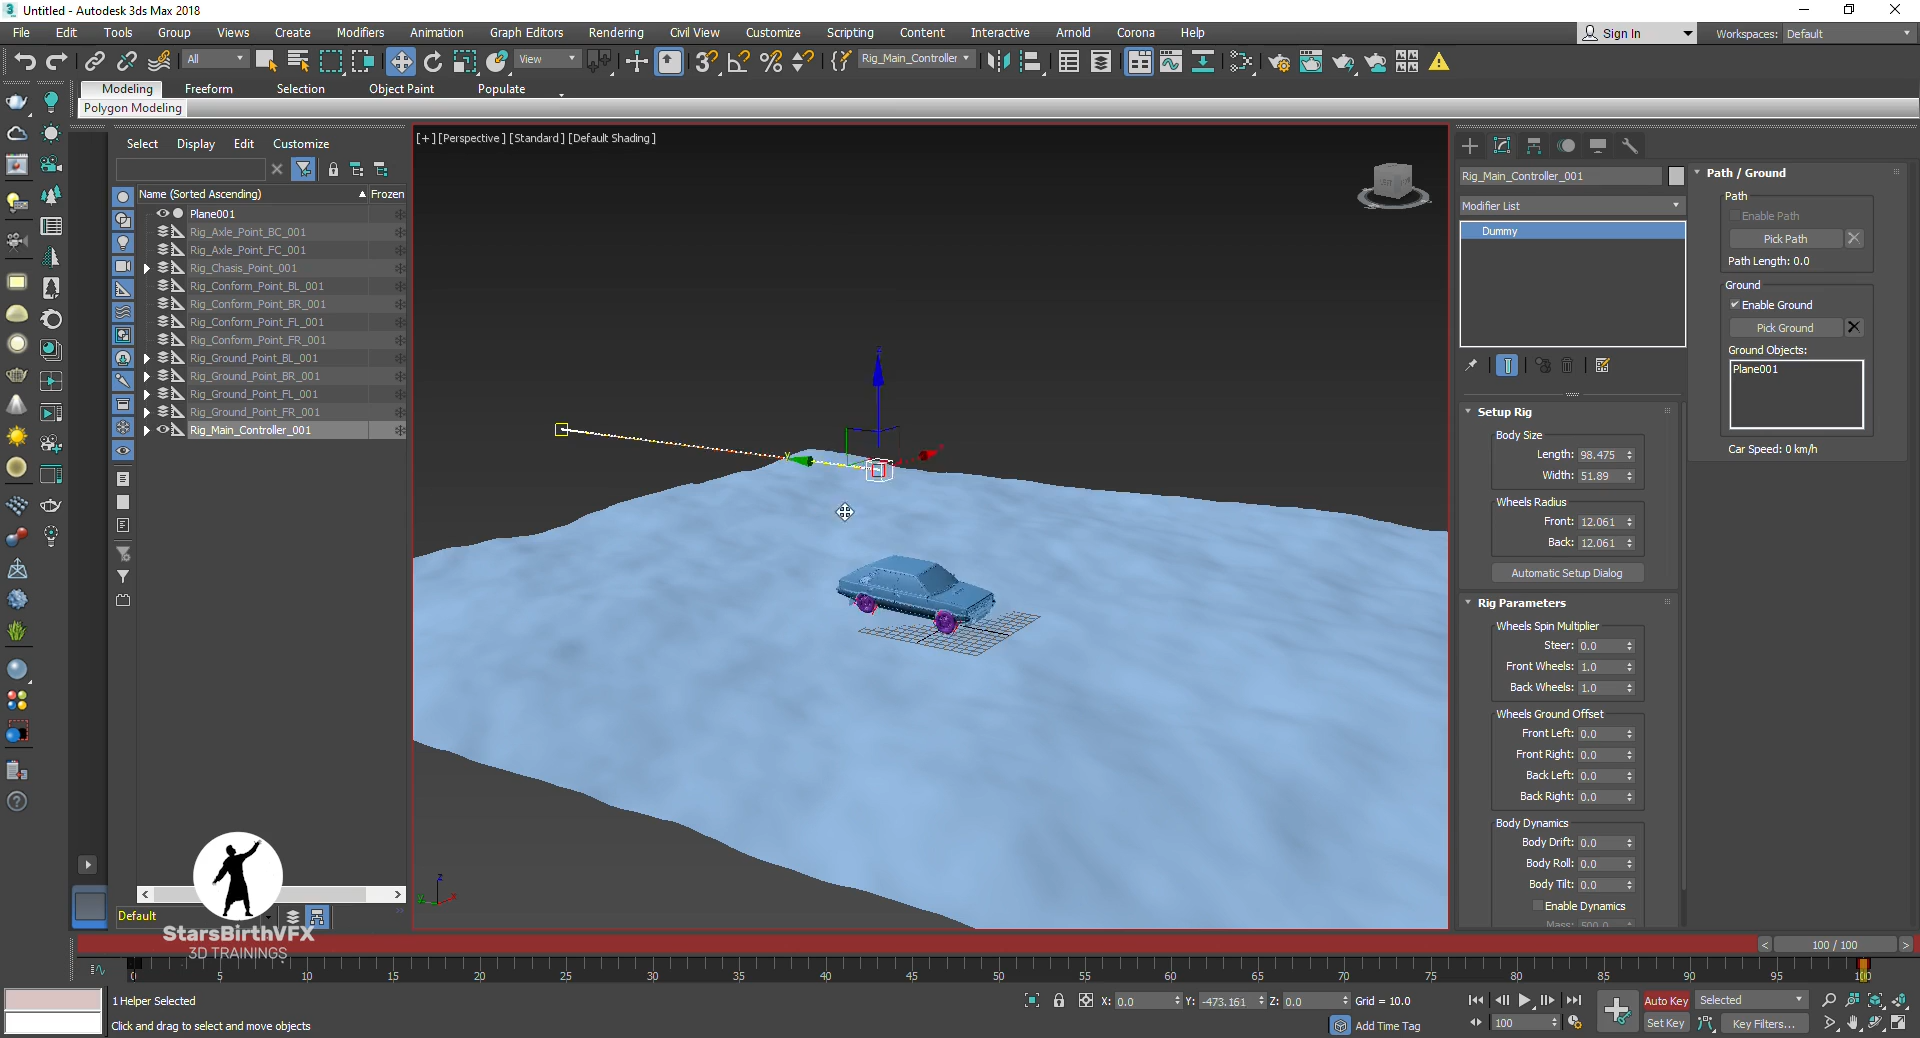 Untitled - Autodesk 3ds Max 2018
File Edit Tools Group Views Create Modifiers Animation Graph Editors Rendering Civil View Customize Scripting Content Interactive Arnold Corona Help
Sign In
Workspaces: Default
All
View
Rig_Main_Controller
Modeling Freeform Selection Object Paint Populate
Polygon Modeling
Select Display Edit Customize
Name (Sorted Ascending) Frozen
Plane001
Rig_Axle_Point_BC_001
Rig_Axle_Point_FC_001
Rig_Chasis_Point_001
Rig_Conform_Point_BL_001
Rig_Conform_Point_BR_001
Rig_Conform_Point_FL_001
Rig_Conform_Point_FR_001
Rig_Ground_Point_BL_001
Rig_Ground_Point_BR_001
Rig_Ground_Point_FL_001
Rig_Ground_Point_FR_001
Rig_Main_Controller_001
Default
StarsBirthVFX
3D TRAININGS
[+] [Perspective] [Standard] [Default Shading]
z
y
x
Rig_Main_Controller_001
Modifier List
Dummy
Setup Rig
Body Size
Length: 98.475
Width: 51.89
Wheels Radius
Front: 12.061
Back: 12.061
Automatic Setup Dialog
Rig Parameters
Wheels Spin Multiplier
Steer: 0.0
Front Wheels: 1.0
Back Wheels: 1.0
Wheels Ground Offset
Front Left: 0.0
Front Right: 0.0
Back Left: 0.0
Back Right: 0.0
Body Dynamics
Body Drift: 0.0
Body Roll: 0.0
Body Tilt: 0.0
Enable Dynamics
Mass: 500.0
Path / Ground
Path
Enable Path
Pick Path
Path Length: 0.0
Ground
Enable Ground
Pick Ground
Ground Objects:
Plane001
Car Speed: 0 km/h
< 100 / 100 >
0 5 10 15 20 25 30 35 40 45 50 55 60 65 70 75 80 85 90 95 100
1 Helper Selected
Click and drag to select and move objects
X: 0.0 Y: -473.161 Z: 0.0 Grid = 10.0
Add Time Tag
100
Auto Key Selected
Set Key Key Filters...